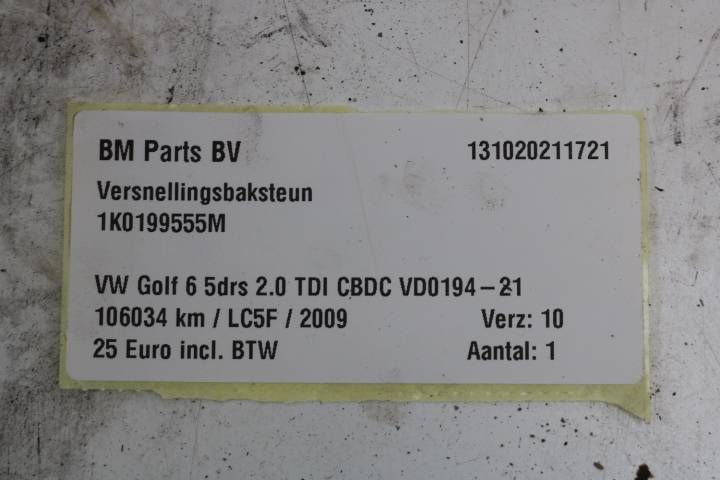 BM Parts BV 131020211721
Versnellingsbaksteun
1K0199555M
VW Golf 6 5drs 2.0 TDI CBDC VD0194-21
106034 km / LC5F / 2009 Verz: 10
25 Euro incl. BTW Aantal: 1